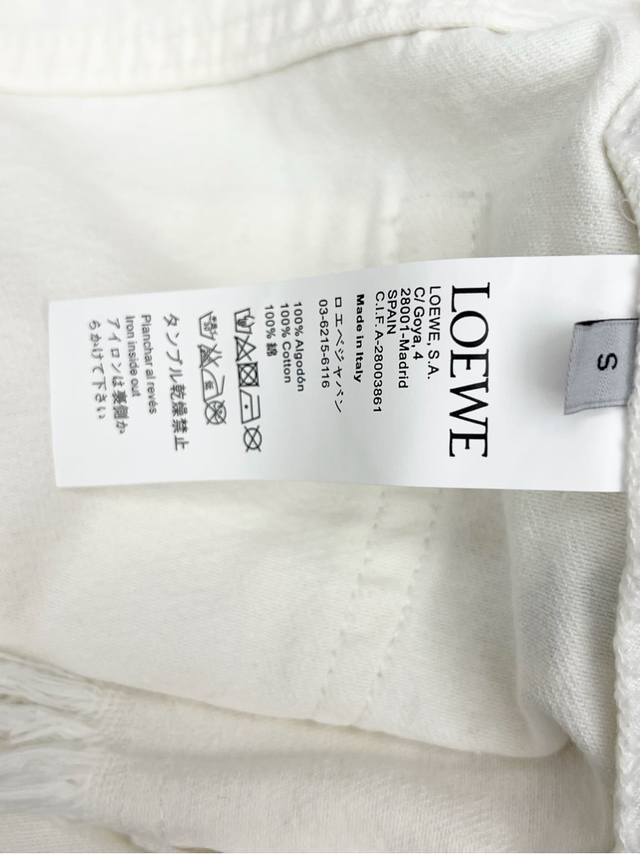 S
LOEWE
LOEWE, S.A.
C/ Goya, 4
28001-Madrid
SPAIN
C.I.F. A-28003861
Made in Italy
ロエベジャパン
03-6215-6116
100% Algodón
100% Cotton
100% 綿
タンブル乾燥禁止
Planchar al revés
Iron inside out
アイロンは裏側か
らかけて下さい